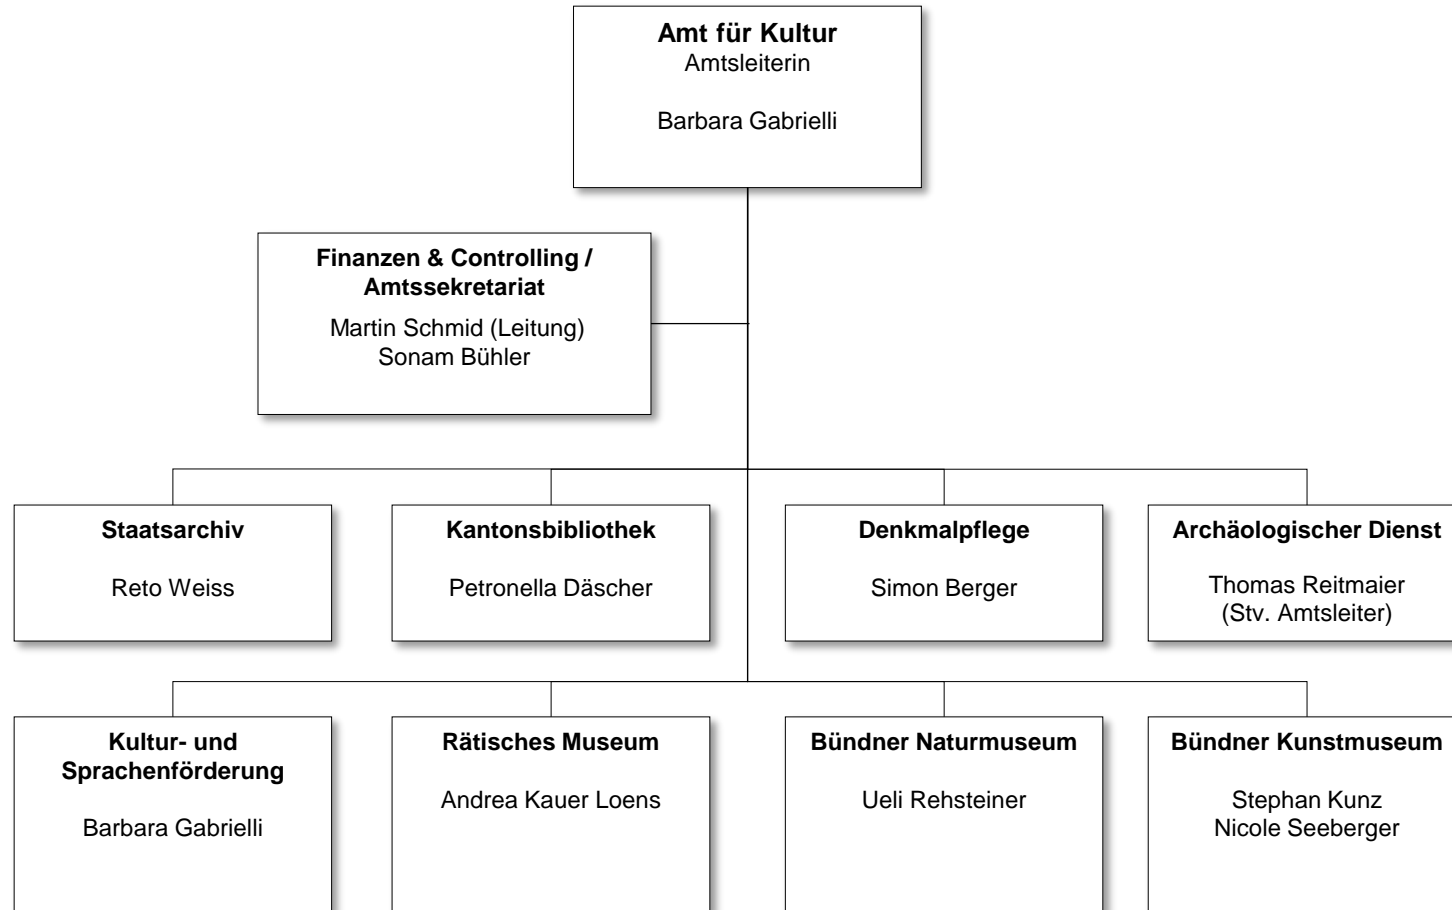 Amt für Kultur
Amtsleiterin
Barbara Gabrielli
Finanzen & Controlling /
Amtssekretariat
Martin Schmid (Leitung)
Sonam Bühler
Staatsarchiv
Reto Weiss
Kantonsbibliothek
Petronella Däscher
Denkmalpflege
Simon Berger
Archäologischer Dienst
Thomas Reitmaier
(Stv. Amtsleiter)
Kultur- und
Sprachenförderung
Barbara Gabrielli
Rätisches Museum
Andrea Kauer Loens
Bündner Naturmuseum
Ueli Rehsteiner
Bündner Kunstmuseum
Stephan Kunz
Nicole Seeberger